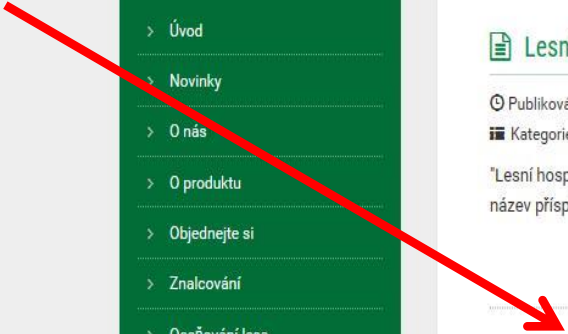 Úvod
Novinky
O nás
O produktu
Objednejte si
Znalcování
Lesn
Publiková
Kategorie
"Lesní hosp
název přísp